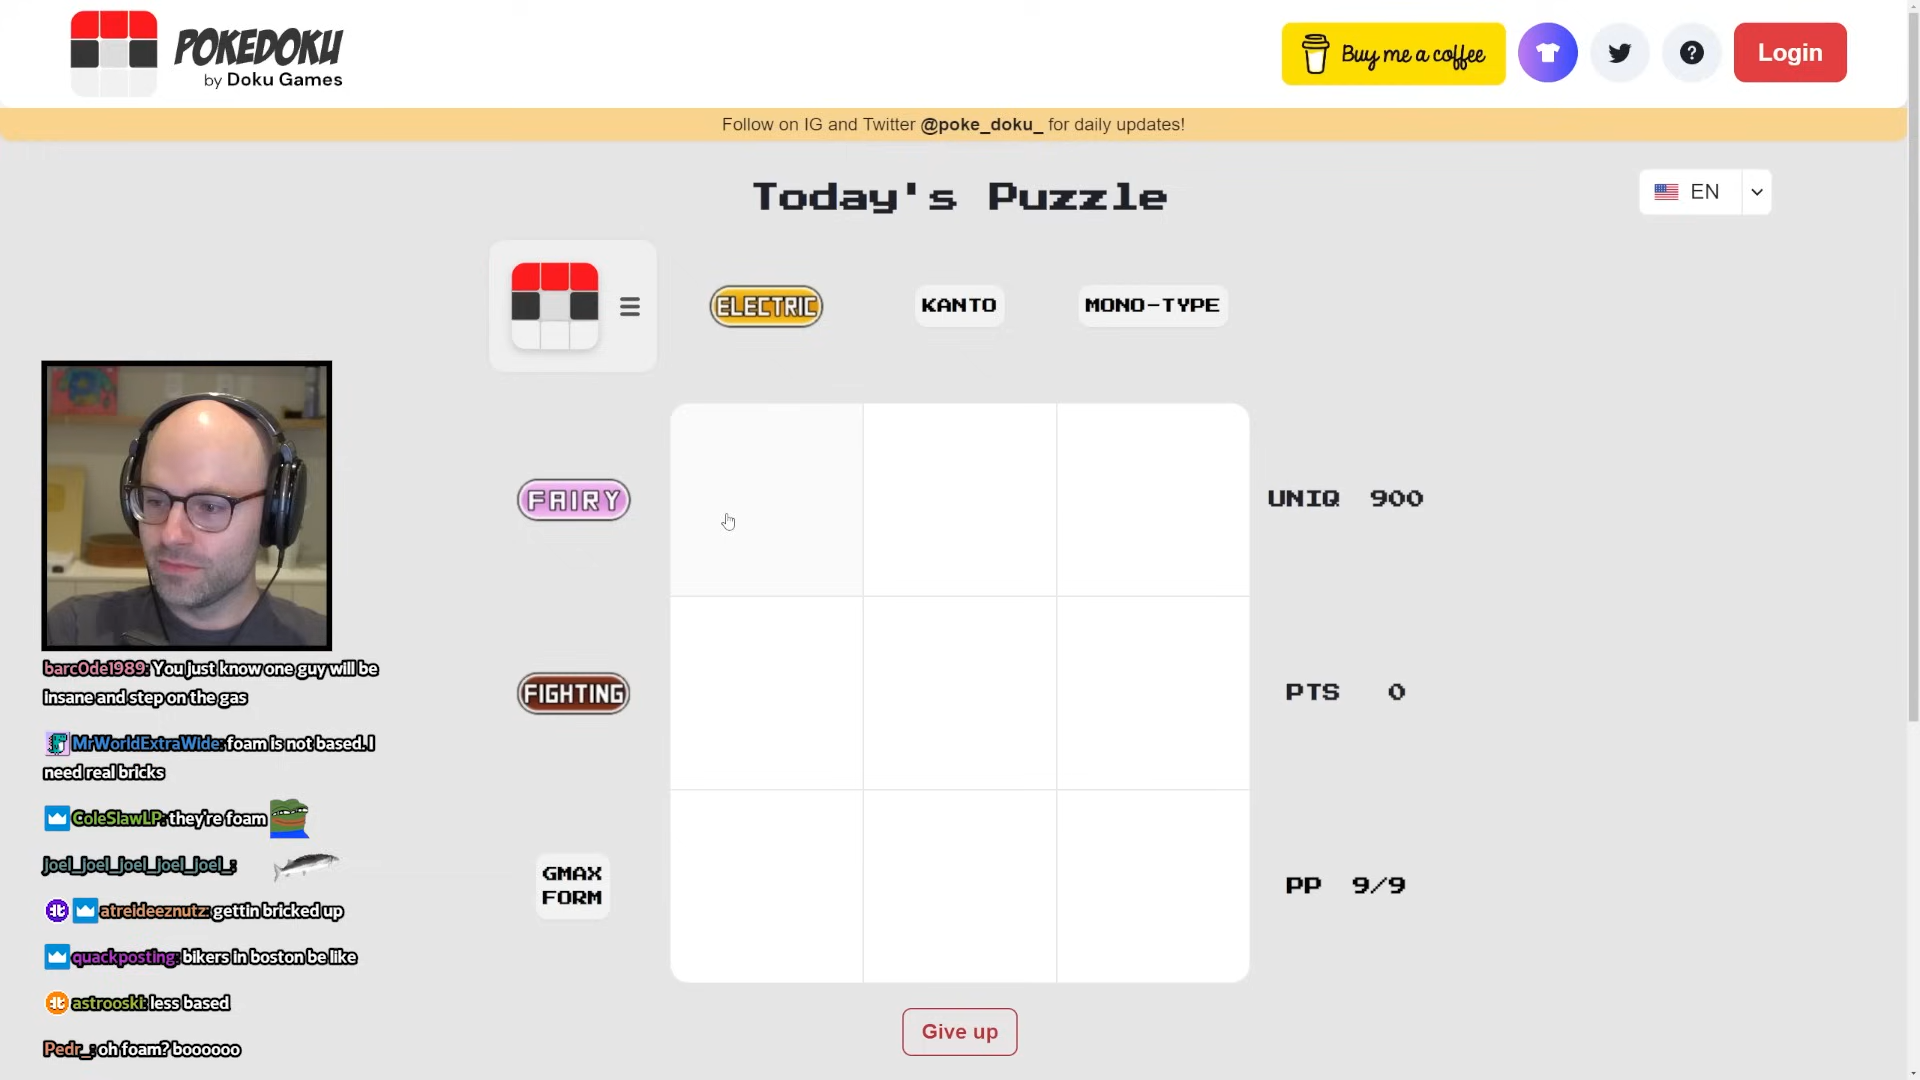 POKEDOKU
by Doku Games
Buy me a coffee
Login
Follow on IG and Twitter @poke_doku_ for daily updates!
Today's Puzzle
EN
ELECTRIC
KANTO
MONO-TYPE
FAIRY
UNIQ 900
FIGHTING
PTS 0
GMAX
FORM
PP 9/9
Give up
barc0de1989: You just know one guy will be
insane and step on the gas
MrWorldExtraWide: foam is not based. I
need real bricks
ColeSlawLP: they're foam
joel_joel_joel_joel_joel_:
atreideeznutz: gettin bricked up
quackposting: bikers in boston be like
astrooski: less based
Pedr_: oh foam? boooooo